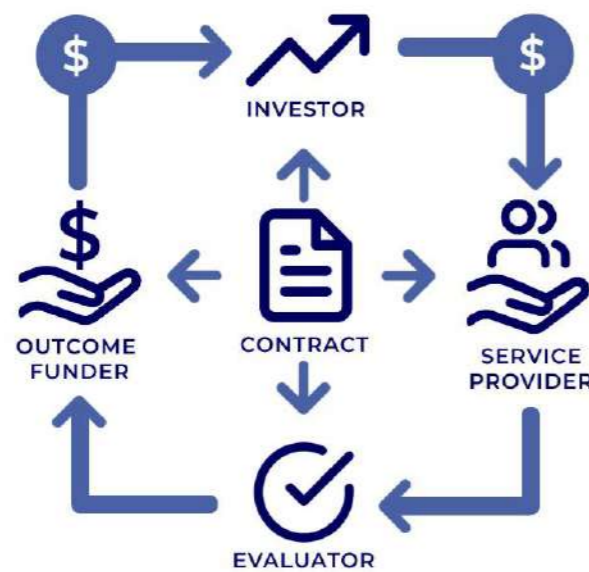 $
$
INVESTOR
$
OUTCOME
FUNDER
CONTRACT
SERVICE
PROVIDER
EVALUATOR